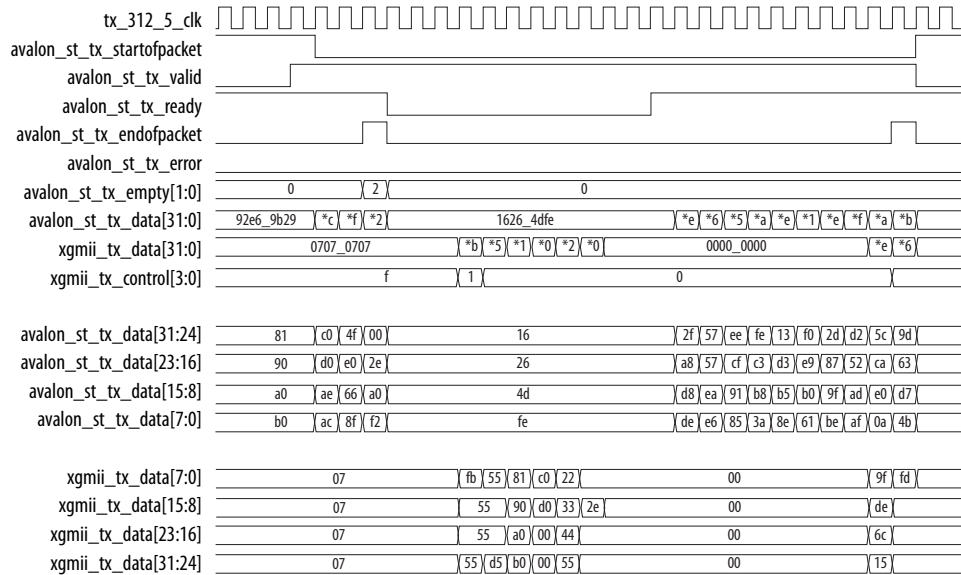 tx_312_5_clk
avalon_st_tx_startofpacket
avalon_st_tx_valid
avalon_st_tx_ready
avalon_st_tx_endofpacket
avalon_st_tx_error
avalon_st_tx_empty[1:0] 0 2 0
avalon_st_tx_data[31:0] 92e6_9b29 *c *f *2 1626_4dfe *e *6 *5 *a *e *1 *e *f *a *b
xgmii_tx_data[31:0] 0707_0707 *b *5 *1 *0 *2 *0 0000_0000 *e *6
xgmii_tx_control[3:0] f 1 0
avalon_st_tx_data[31:24] 81 c0 4f 00 16 2f 57 ee fe 13 f0 2d d2 5c 9d
avalon_st_tx_data[23:16] 90 d0 e0 2e 26 a8 57 cf c3 d3 e9 87 52 ca 63
avalon_st_tx_data[15:8] a0 ae 66 a0 4d d8 ea 91 b8 b5 b0 9f ad e0 d7
avalon_st_tx_data[7:0] b0 ac 8f f2 fe de e6 85 3a 8e 61 be af 0a 4b
xgmii_tx_data[7:0] 07 fb 55 81 c0 22 00 9f fd
xgmii_tx_data[15:8] 07 55 90 d0 33 2e 00 de
xgmii_tx_data[23:16] 07 55 a0 00 44 00 6c
xgmii_tx_data[31:24] 07 55 d5 b0 00 55 00 15